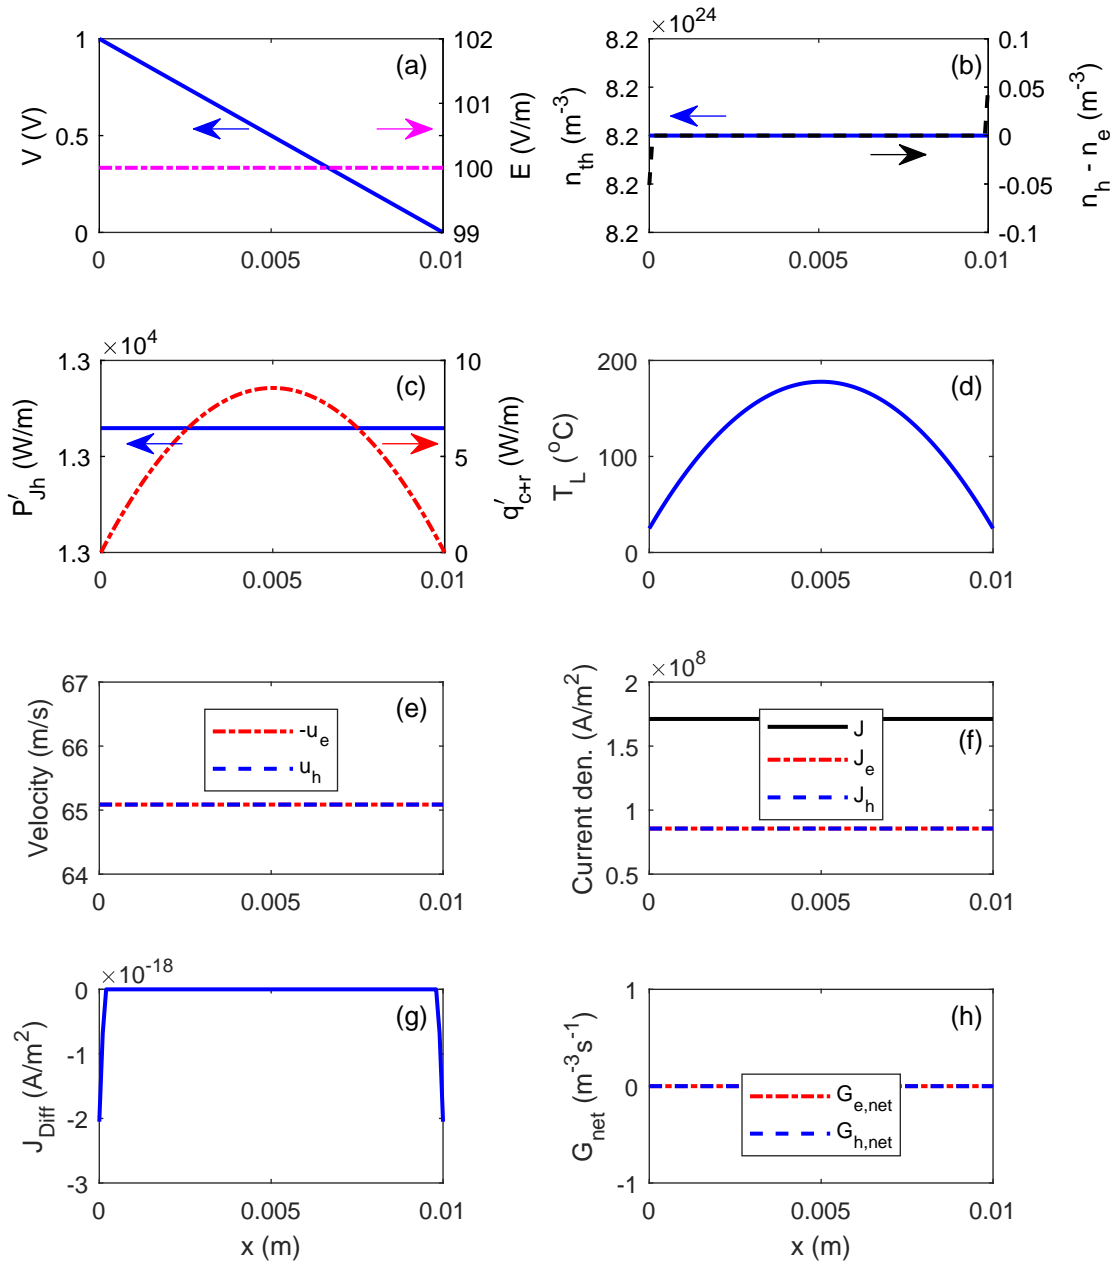 (a)
V (V)
1
0.5
0
102
101
100
99
E (V/m)
0
0.005
0.01
×10^24
(b)
n_th (m^-3)
8.2
8.2
8.2
8.2
8.2
0.1
0.05
0
-0.05
-0.1
n_h - n_e (m^-3)
0
0.005
0.01
×10^4
(c)
P′_Jh (W/m)
1.3
1.3
1.3
10
5
0
q′_c+r (W/m)
0
0.005
0.01
(d)
T_L (°C)
200
100
0
0
0.005
0.01
(e)
Velocity (m/s)
67
66
65
64
-u_e
u_h
0
0.005
0.01
×10^8
(f)
Current den. (A/m^2)
2
1.5
1
0.5
J
J_e
J_h
0
0.005
0.01
×10^-18
(g)
J_Diff (A/m^2)
0
-1
-2
-3
0
0.005
0.01
x (m)
(h)
G_net (m^-3s^-1)
1
0
-1
G_e,net
G_h,net
0
0.005
0.01
x (m)